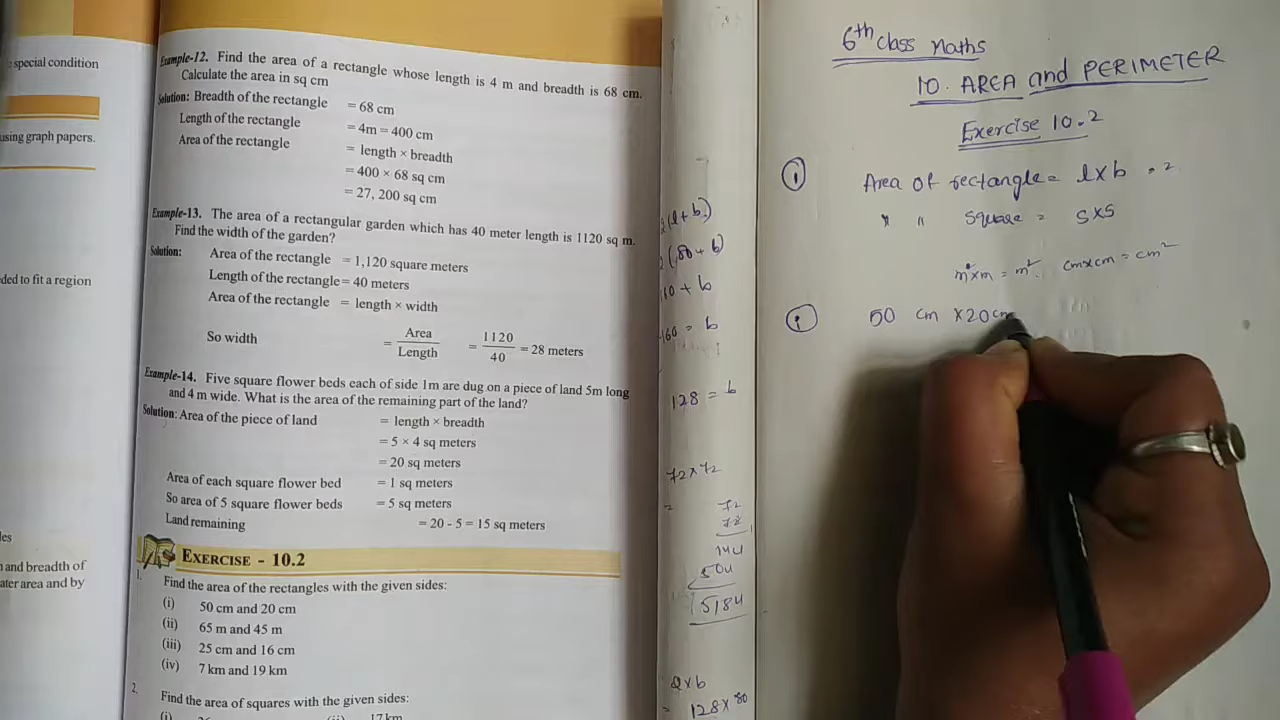 : special condition
using graph papers.
ded to fit a region
les
and breadth of
ater area and by
Example-12. Find the area of a rectangle whose length is 4 m and breadth is 68 cm.
Calculate the area in sq cm
Solution: Breadth of the rectangle = 68 cm
Length of the rectangle = 4m = 400 cm
Area of the rectangle = length × breadth
= 400 × 68 sq cm
= 27, 200 sq cm
Example-13. The area of a rectangular garden which has 40 meter length is 1120 sq m.
Find the width of the garden?
Solution: Area of the rectangle = 1,120 square meters
Length of the rectangle = 40 meters
Area of the rectangle = length × width
So width = Area / Length = 1120 / 40 = 28 meters
Example-14. Five square flower beds each of side 1m are dug on a piece of land 5m long
and 4 m wide. What is the area of the remaining part of the land?
Solution: Area of the piece of land = length × breadth
= 5 × 4 sq meters
= 20 sq meters
Area of each square flower bed = 1 sq meters
So area of 5 square flower beds = 5 sq meters
Land remaining = 20 - 5 = 15 sq meters
EXERCISE - 10.2
1. Find the area of the rectangles with the given sides:
(i) 50 cm and 20 cm
(ii) 65 m and 45 m
(iii) 25 cm and 16 cm
(iv) 7 km and 19 km
2. Find the area of squares with the given sides:
(i)
17km
2(l+b)
(80+b)
160 + b
160 = b
128 = b
72×72
=
72
72
144
504
5184
l×b
= 128×80
6th class Maths
10. AREA and PERIMETER
Exercise 10.2
1 Area of rectangle = l×b
" " Square = S×S
m×m = m² cm×cm = cm²
i 50 cm ×20cm